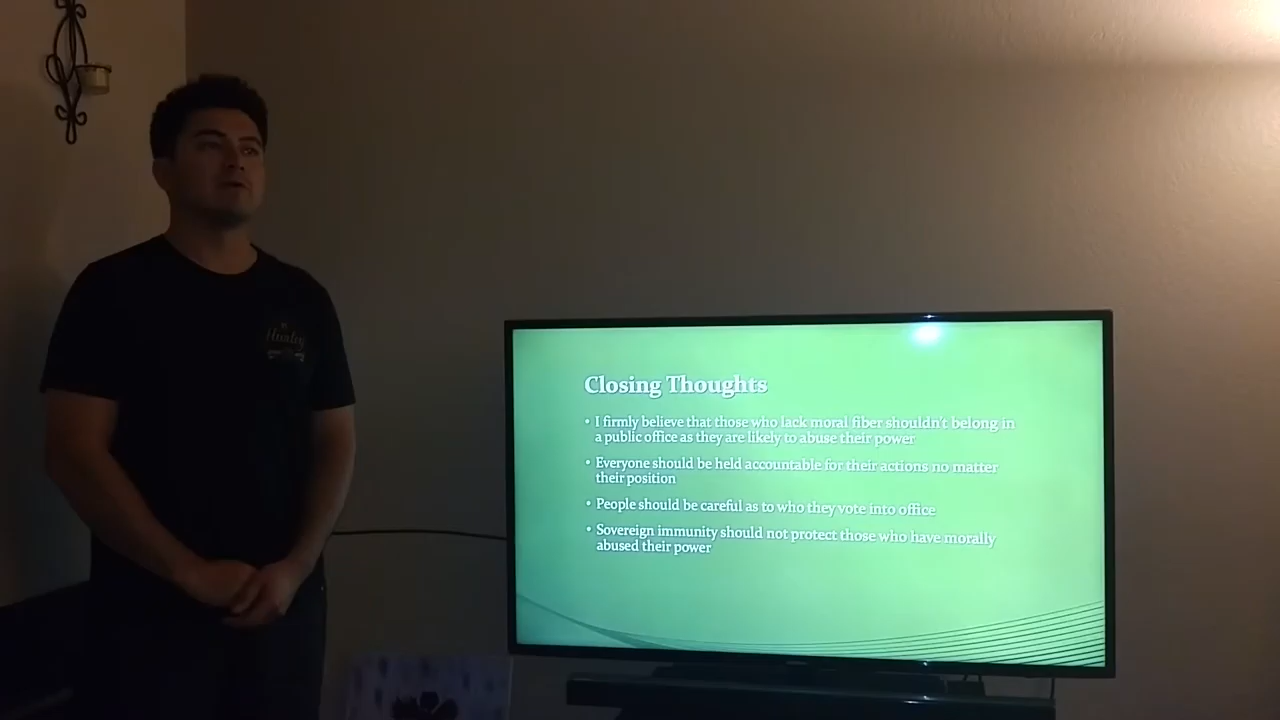 Hurley
Closing Thoughts
• I firmly believe that those who lack moral fiber shouldn't belong in
a public office as they are likely to abuse their power
• Everyone should be held accountable for their actions no matter
their position
• People should be careful as to who they vote into office
• Sovereign immunity should not protect those who have morally
abused their power